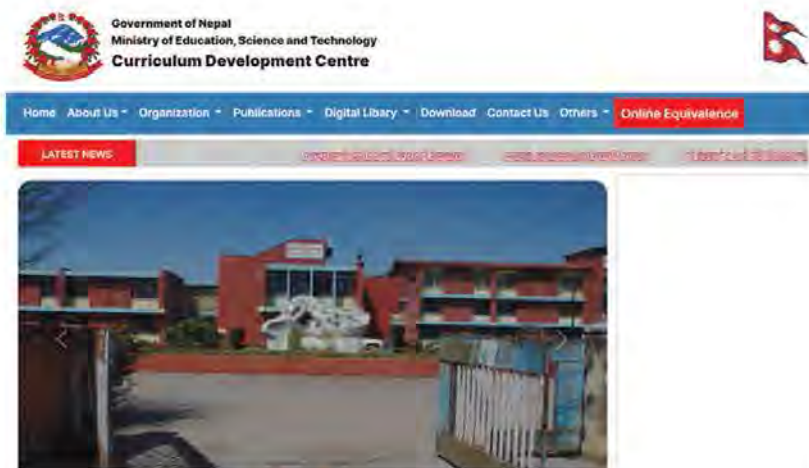 Government of Nepal
Ministry of Education, Science and Technology
Curriculum Development Centre
Home About Us Organization Publications Digital Libary Download Contact Us Others Online Equivalence
LATEST NEWS